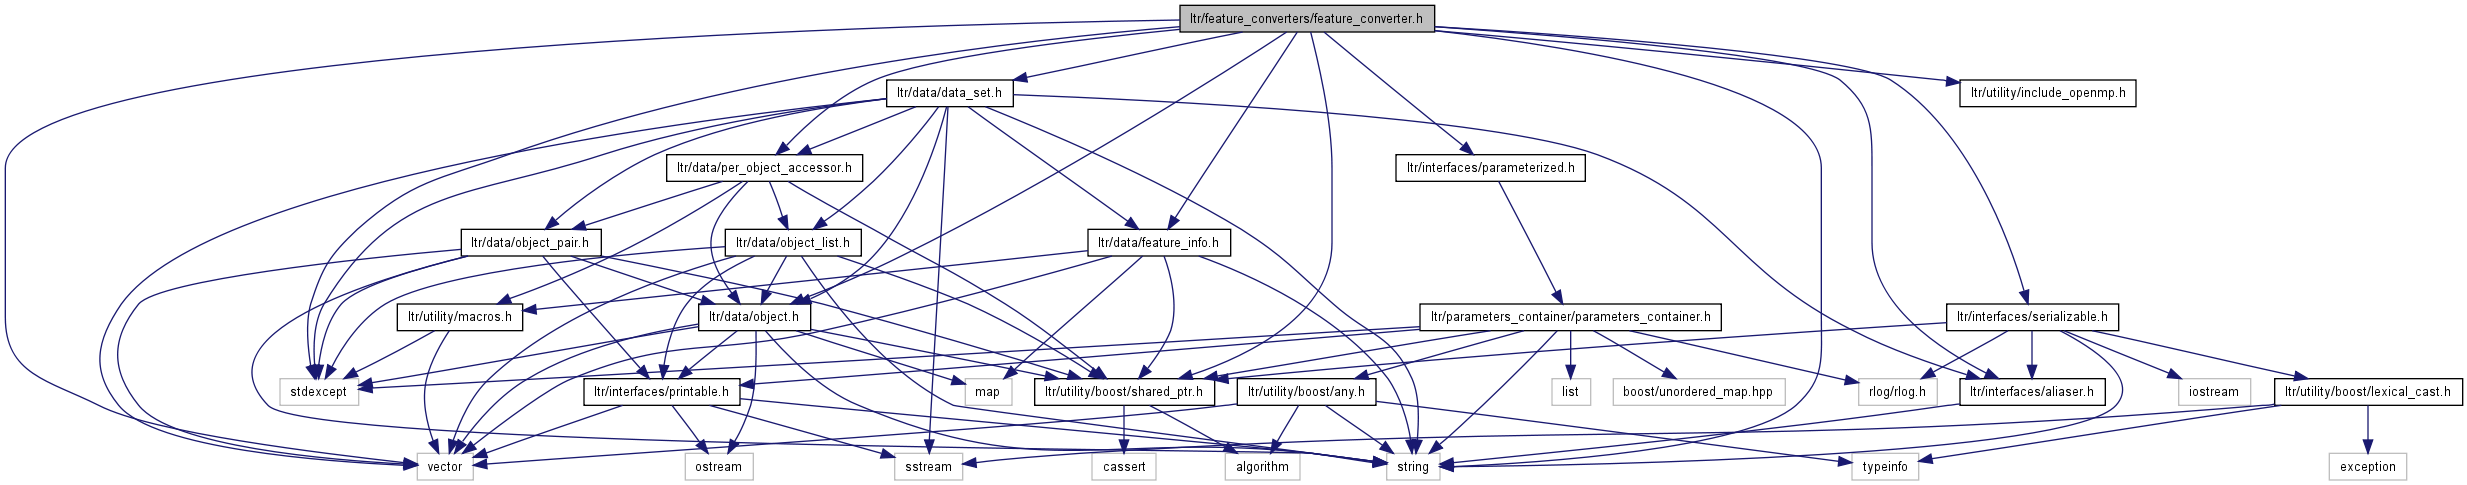 ltr/feature_converters/feature_converter.h
ltr/data/data_set.h
ltr/utility/include_openmp.h
ltr/data/per_object_accessor.h
ltr/interfaces/parameterized.h
ltr/data/object_pair.h
ltr/data/object_list.h
ltr/data/feature_info.h
ltr/utility/macros.h
ltr/data/object.h
ltr/parameters_container/parameters_container.h
ltr/interfaces/serializable.h
stdexcept
ltr/interfaces/printable.h
map
ltr/utility/boost/shared_ptr.h
ltr/utility/boost/any.h
list
boost/unordered_map.hpp
rlog/rlog.h
ltr/interfaces/aliaser.h
iostream
ltr/utility/boost/lexical_cast.h
vector
ostream
sstream
cassert
algorithm
string
typeinfo
exception